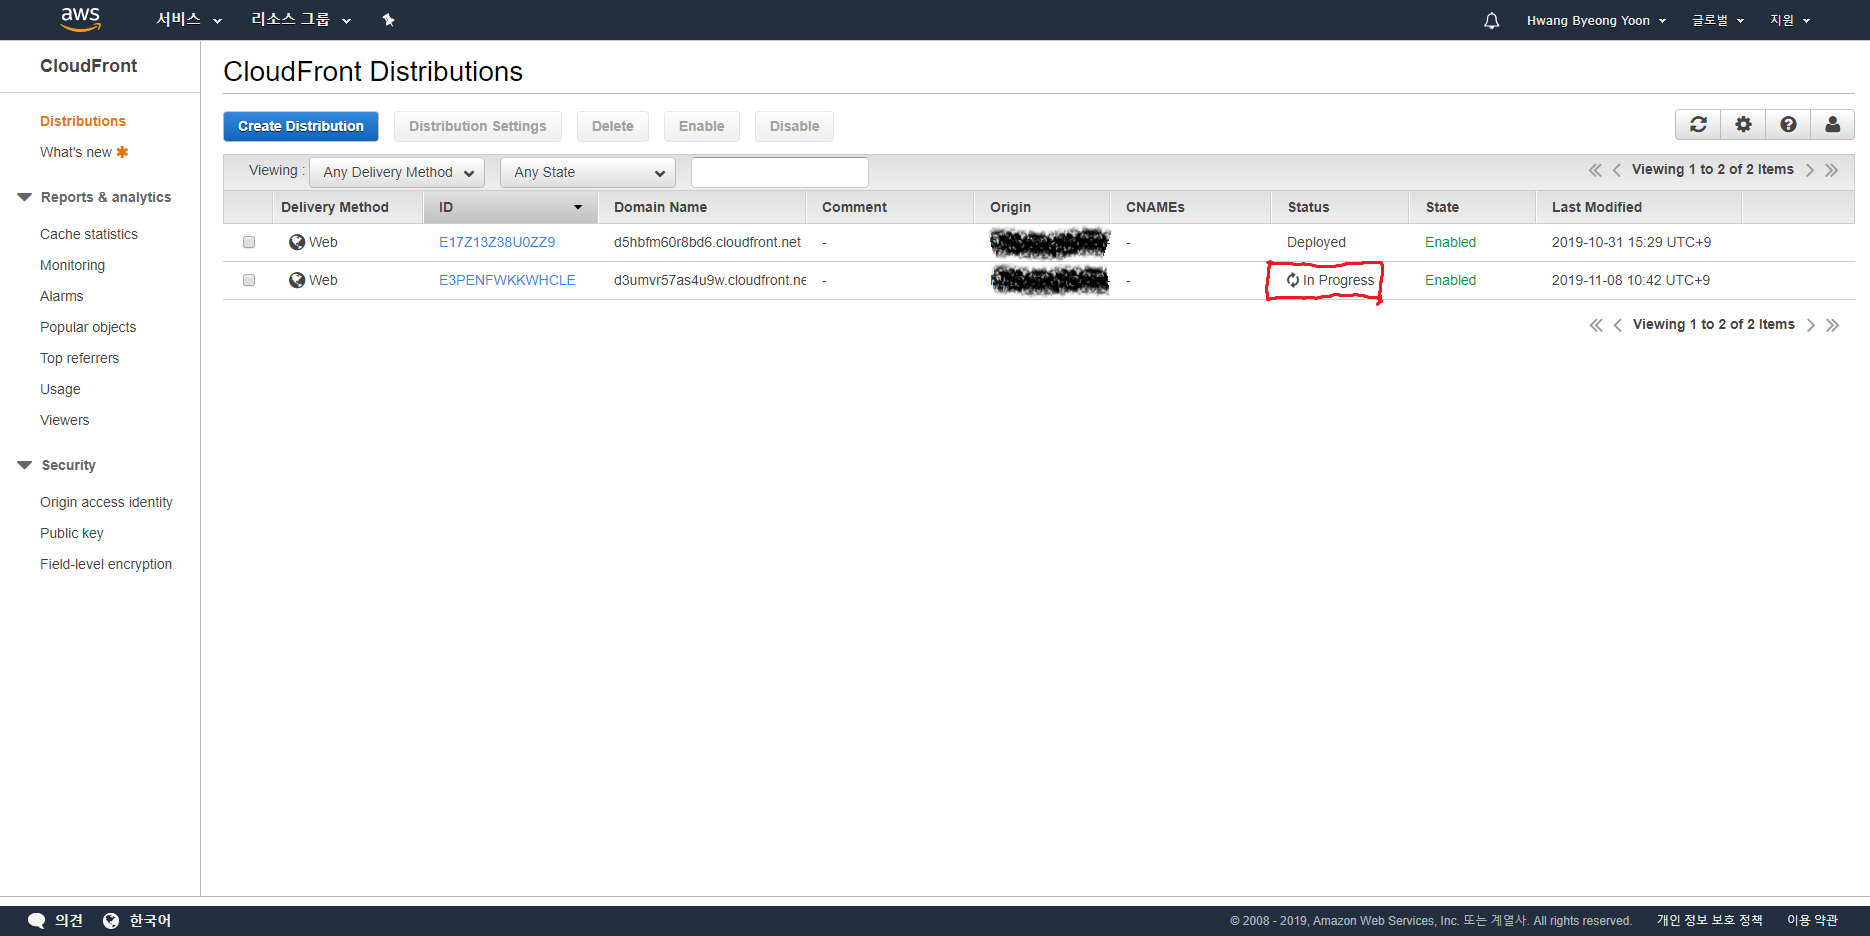 aws 서비스 리소스 그룹 Hwang Byeong Yoon 글로벌 지원
CloudFront
Distributions
What's new
Reports & analytics
Cache statistics
Monitoring
Alarms
Popular objects
Top referrers
Usage
Viewers
Security
Origin access identity
Public key
Field-level encryption
CloudFront Distributions
Create Distribution Distribution Settings Delete Enable Disable
Viewing : Any Delivery Method Any State Viewing 1 to 2 of 2 Items
Delivery Method ID Domain Name Comment Origin CNAMEs Status State Last Modified
Web E17Z13Z38U0ZZ9 d5hbfm60r8bd6.cloudfront.net - - Deployed Enabled 2019-10-31 15:29 UTC+9
Web E3PENFWKKWHCLE d3umvr57as4u9w.cloudfront.ne - - In Progress Enabled 2019-11-08 10:42 UTC+9
Viewing 1 to 2 of 2 Items
의견 한국어 © 2008 - 2019, Amazon Web Services, Inc. 또는 계열사. All rights reserved. 개인 정보 보호 정책 이용 약관